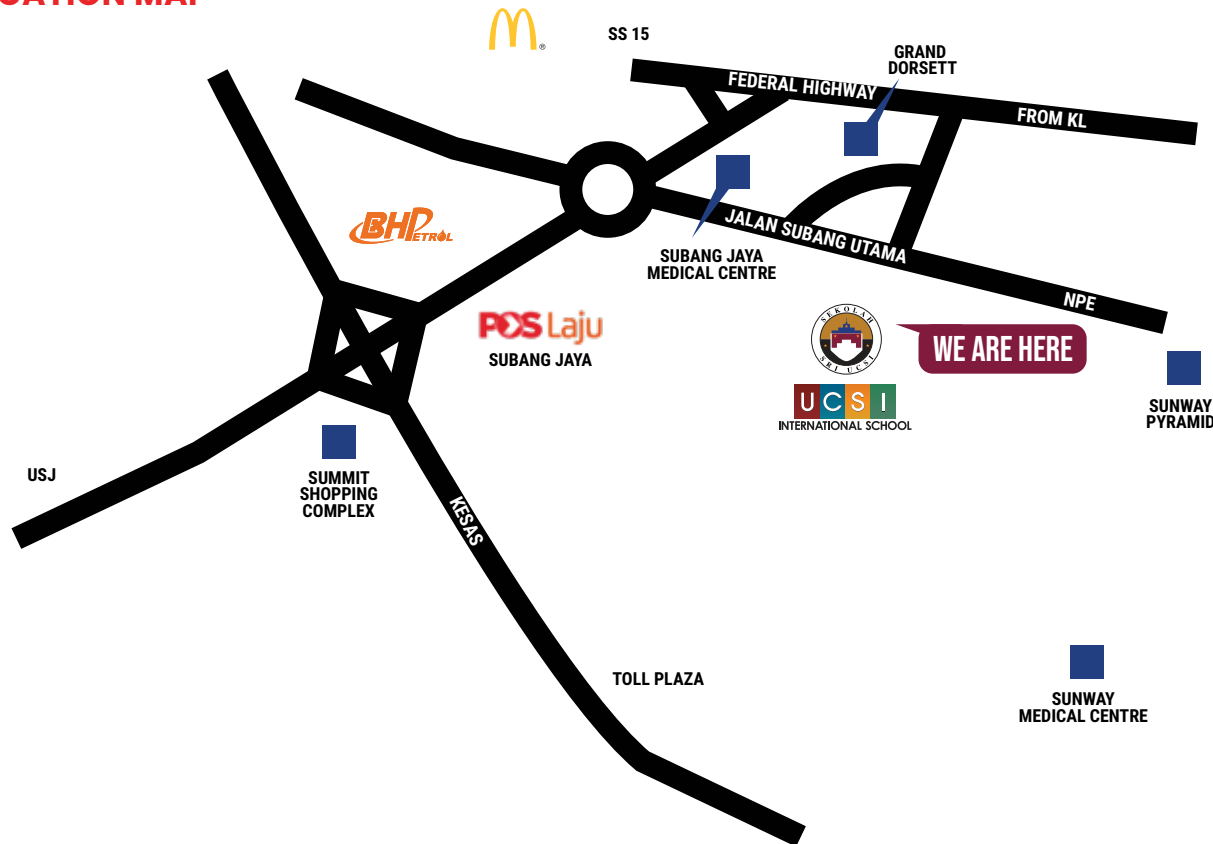 CATION MAP
SS 15
GRAND
DORSETT
FEDERAL HIGHWAY
FROM KL
BHPETROL
JALAN SUBANG UTAMA
SUBANG JAYA
MEDICAL CENTRE
NPE
POS Laju
SUBANG JAYA
SEKOLAH
SRI UCSI
WE ARE HERE
UCSI
INTERNATIONAL SCHOOL
SUNWAY
PYRAMID
USJ
SUMMIT
SHOPPING
COMPLEX
KESAS
TOLL PLAZA
SUNWAY
MEDICAL CENTRE